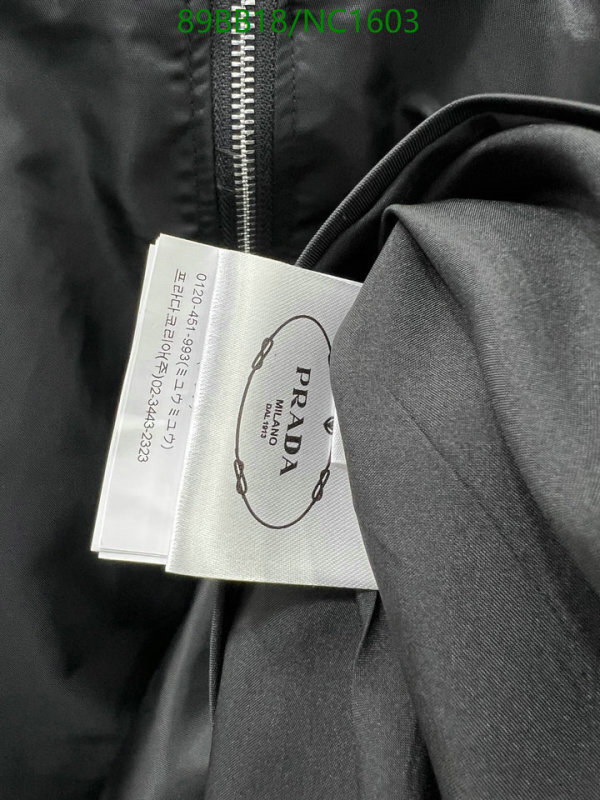 89BB18/NC1603
0120-451-993(ミュウミュウ)
프라다코리아(주)02-3443-2323
PRADA
MILANO
DAL 1913